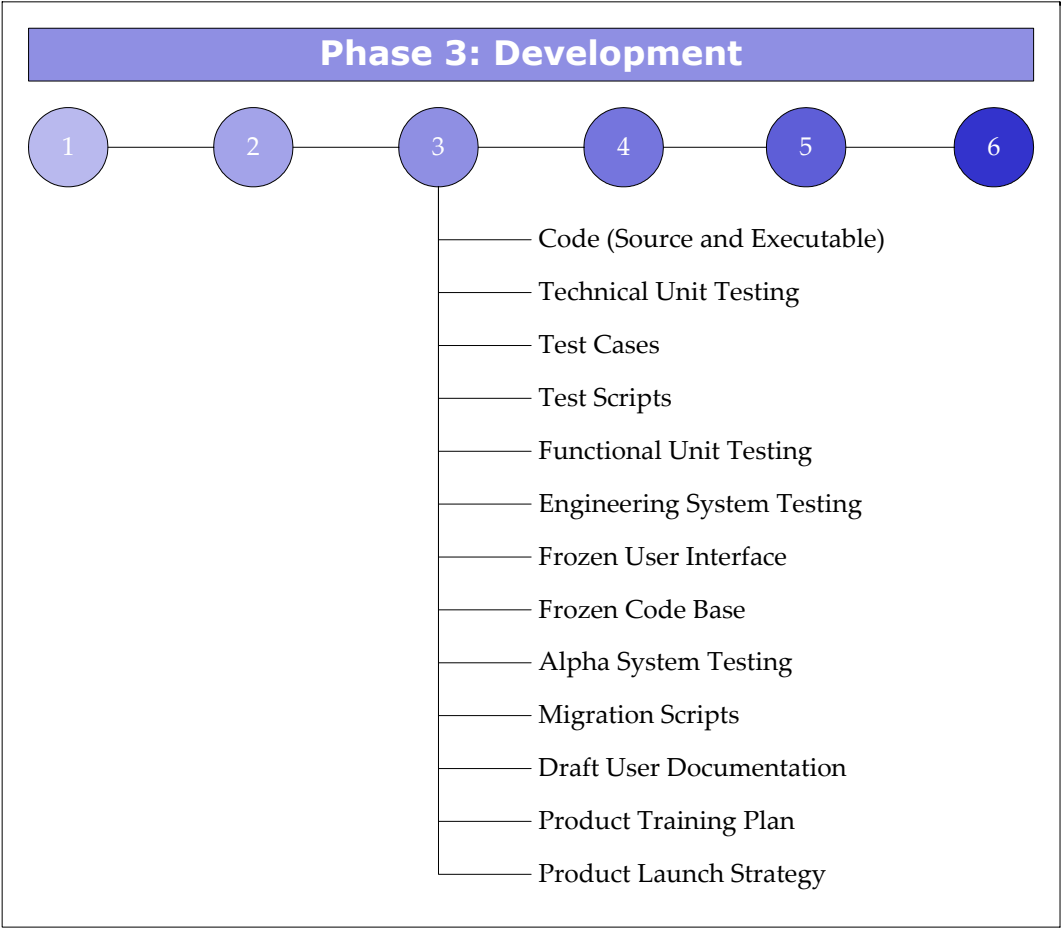 Phase 3: Development
1 2 3 4 5 6
Code (Source and Executable)
Technical Unit Testing
Test Cases
Test Scripts
Functional Unit Testing
Engineering System Testing
Frozen User Interface
Frozen Code Base
Alpha System Testing
Migration Scripts
Draft User Documentation
Product Training Plan
Product Launch Strategy